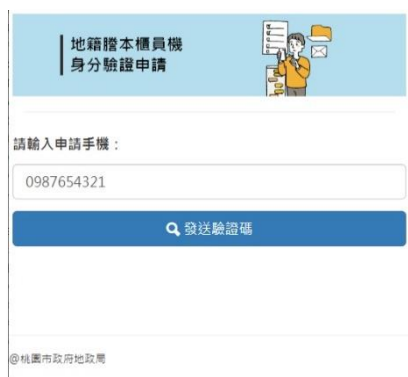 地籍謄本櫃員機
身分驗證申請
請輸入申請手機：
0987654321
發送驗證碼
@桃園市政府地政局